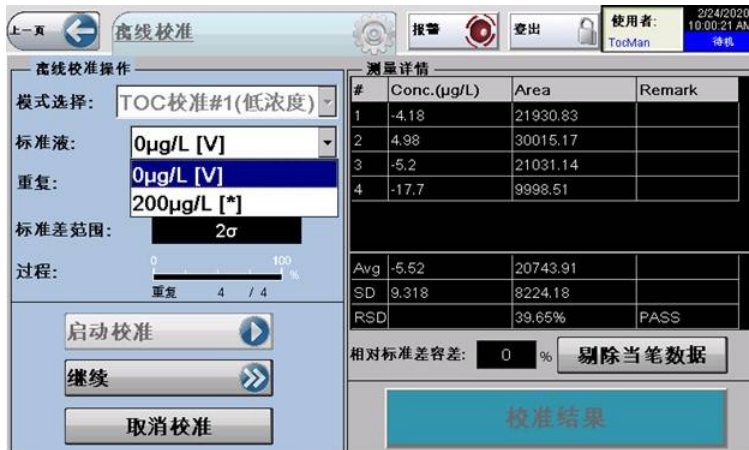 上一页
离线校准
报警
登出
使用者:
TocMan
2/24/2020
10:00:21 AM
待机
离线校准操作
模式选择: TOC校准#1(低浓度)
标准液: 0µg/L [V]
0µg/L [V]
200µg/L [*]
重复:
标准差范围: 2σ
过程: 0 100 %
重复 4 / 4
启动校准
继续
取消校准
测量详情
# Conc.(µg/L) Area Remark
1 -4.18 21930.83
2 4.98 30015.17
3 -5.2 21031.14
4 -17.7 9998.51
Avg -5.52 20743.91
SD 9.318 8224.18
RSD 39.65% PASS
相对标准差容差: 0 % 剔除当笔数据
校准结果